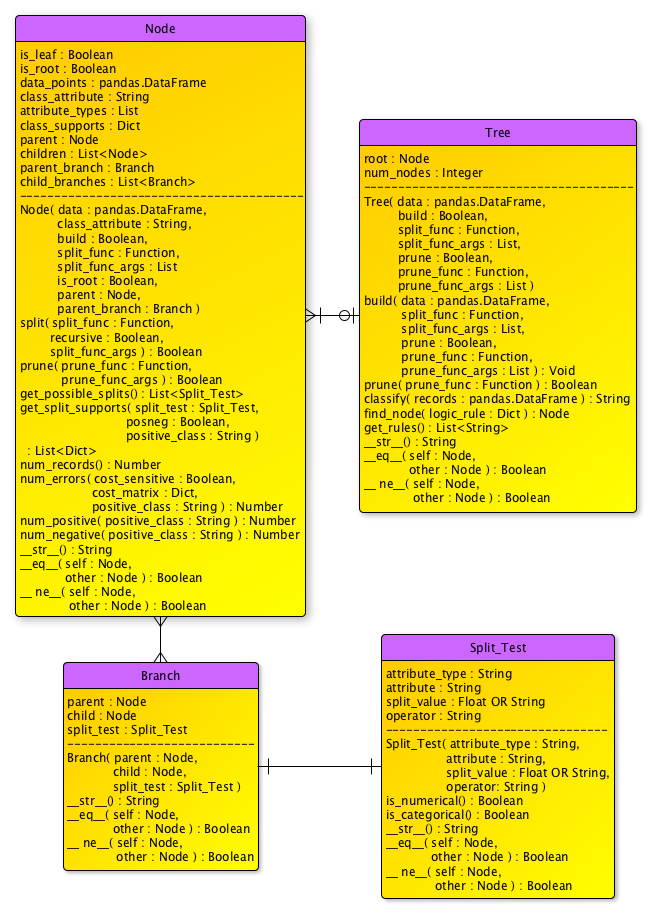 Node
is_leaf : Boolean
is_root : Boolean
data_points : pandas.DataFrame
class_attribute : String
attribute_types : List
class_supports : Dict
parent : Node
children : List<Node>
parent_branch : Branch
child_branches : List<Branch>
Node( data : pandas.DataFrame,
class_attribute : String,
build : Boolean,
split_func : Function,
split_func_args : List
is_root : Boolean,
parent : Node,
parent_branch : Branch )
split( split_func : Function,
recursive : Boolean,
split_func_args ) : Boolean
prune( prune_func : Function,
prune_func_args ) : Boolean
get_possible_splits() : List<Split_Test>
get_split_supports( split_test : Split_Test,
posneg : Boolean,
positive_class : String )
: List<Dict>
num_records() : Number
num_errors( cost_sensitive : Boolean,
cost_matrix : Dict,
positive_class : String ) : Number
num_positive( positive_class : String ) : Number
num_negative( positive_class : String ) : Number
__str__() : String
__eq__( self : Node,
other : Node ) : Boolean
__ ne__( self : Node,
other : Node ) : Boolean
Tree
root : Node
num_nodes : Integer
Tree( data : pandas.DataFrame,
build : Boolean,
split_func : Function,
split_func_args : List,
prune : Boolean,
prune_func : Function,
prune_func_args : List )
build( data : pandas.DataFrame,
split_func : Function,
split_func_args : List,
prune : Boolean,
prune_func : Function,
prune_func_args : List ) : Void
prune( prune_func : Function ) : Boolean
classify( records : pandas.DataFrame ) : String
find_node( logic_rule : Dict ) : Node
get_rules() : List<String>
__str__() : String
__eq__( self : Node,
other : Node ) : Boolean
__ ne__( self : Node,
other : Node ) : Boolean
Branch
parent : Node
child : Node
split_test : Split_Test
Branch( parent : Node,
child : Node,
split_test : Split_Test )
__str__() : String
__eq__( self : Node,
other : Node ) : Boolean
__ ne__( self : Node,
other : Node ) : Boolean
Split_Test
attribute_type : String
attribute : String
split_value : Float OR String
operator : String
Split_Test( attribute_type : String,
attribute : String,
split_value : Float OR String,
operator: String )
is_numerical() : Boolean
is_categorical() : Boolean
__str__() : String
__eq__( self : Node,
other : Node ) : Boolean
__ ne__( self : Node,
other : Node ) : Boolean